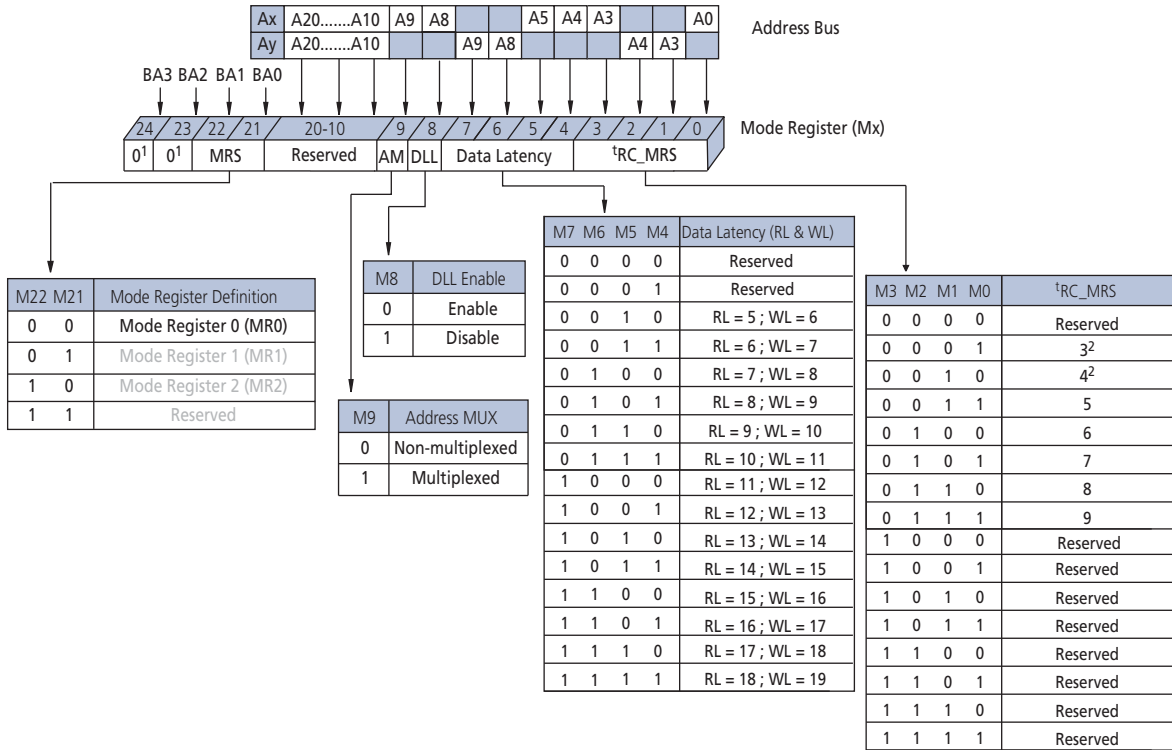 Ax A20.......A10 A9 A8 A5 A4 A3 A0
Ay A20.......A10 A9 A8 A4 A3
Address Bus
BA3 BA2 BA1 BA0
24 23 22 21 20-10 9 8 7 6 5 4 3 2 1 0
Mode Register (Mx)
0¹ 0¹ MRS Reserved AM DLL Data Latency ᵗRC_MRS
M22 M21 Mode Register Definition
0 0 Mode Register 0 (MR0)
0 1 Mode Register 1 (MR1)
1 0 Mode Register 2 (MR2)
1 1 Reserved
M8 DLL Enable
0 Enable
1 Disable
M9 Address MUX
0 Non-multiplexed
1 Multiplexed
M7 M6 M5 M4 Data Latency (RL & WL)
0 0 0 0 Reserved
0 0 0 1 Reserved
0 0 1 0 RL = 5 ; WL = 6
0 0 1 1 RL = 6 ; WL = 7
0 1 0 0 RL = 7 ; WL = 8
0 1 0 1 RL = 8 ; WL = 9
0 1 1 0 RL = 9 ; WL = 10
0 1 1 1 RL = 10 ; WL = 11
1 0 0 0 RL = 11 ; WL = 12
1 0 0 1 RL = 12 ; WL = 13
1 0 1 0 RL = 13 ; WL = 14
1 0 1 1 RL = 14 ; WL = 15
1 1 0 0 RL = 15 ; WL = 16
1 1 0 1 RL = 16 ; WL = 17
1 1 1 0 RL = 17 ; WL = 18
1 1 1 1 RL = 18 ; WL = 19
M3 M2 M1 M0 ᵗRC_MRS
0 0 0 0 Reserved
0 0 0 1 3²
0 0 1 0 4²
0 0 1 1 5
0 1 0 0 6
0 1 0 1 7
0 1 1 0 8
0 1 1 1 9
1 0 0 0 Reserved
1 0 0 1 Reserved
1 0 1 0 Reserved
1 0 1 1 Reserved
1 1 0 0 Reserved
1 1 0 1 Reserved
1 1 1 0 Reserved
1 1 1 1 Reserved